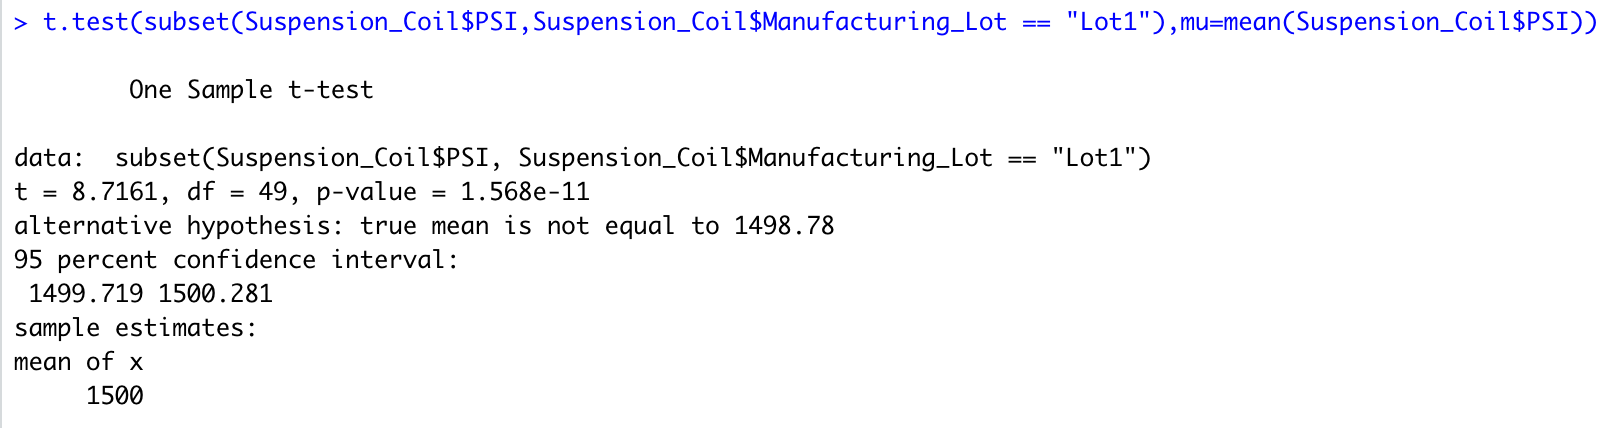 > t.test(subset(Suspension_Coil$PSI,Suspension_Coil$Manufacturing_Lot == "Lot1"),mu=mean(Suspension_Coil$PSI))
One Sample t-test
data:  subset(Suspension_Coil$PSI, Suspension_Coil$Manufacturing_Lot == "Lot1")
t = 8.7161, df = 49, p-value = 1.568e-11
alternative hypothesis: true mean is not equal to 1498.78
95 percent confidence interval:
1499.719 1500.281
sample estimates:
mean of x
1500